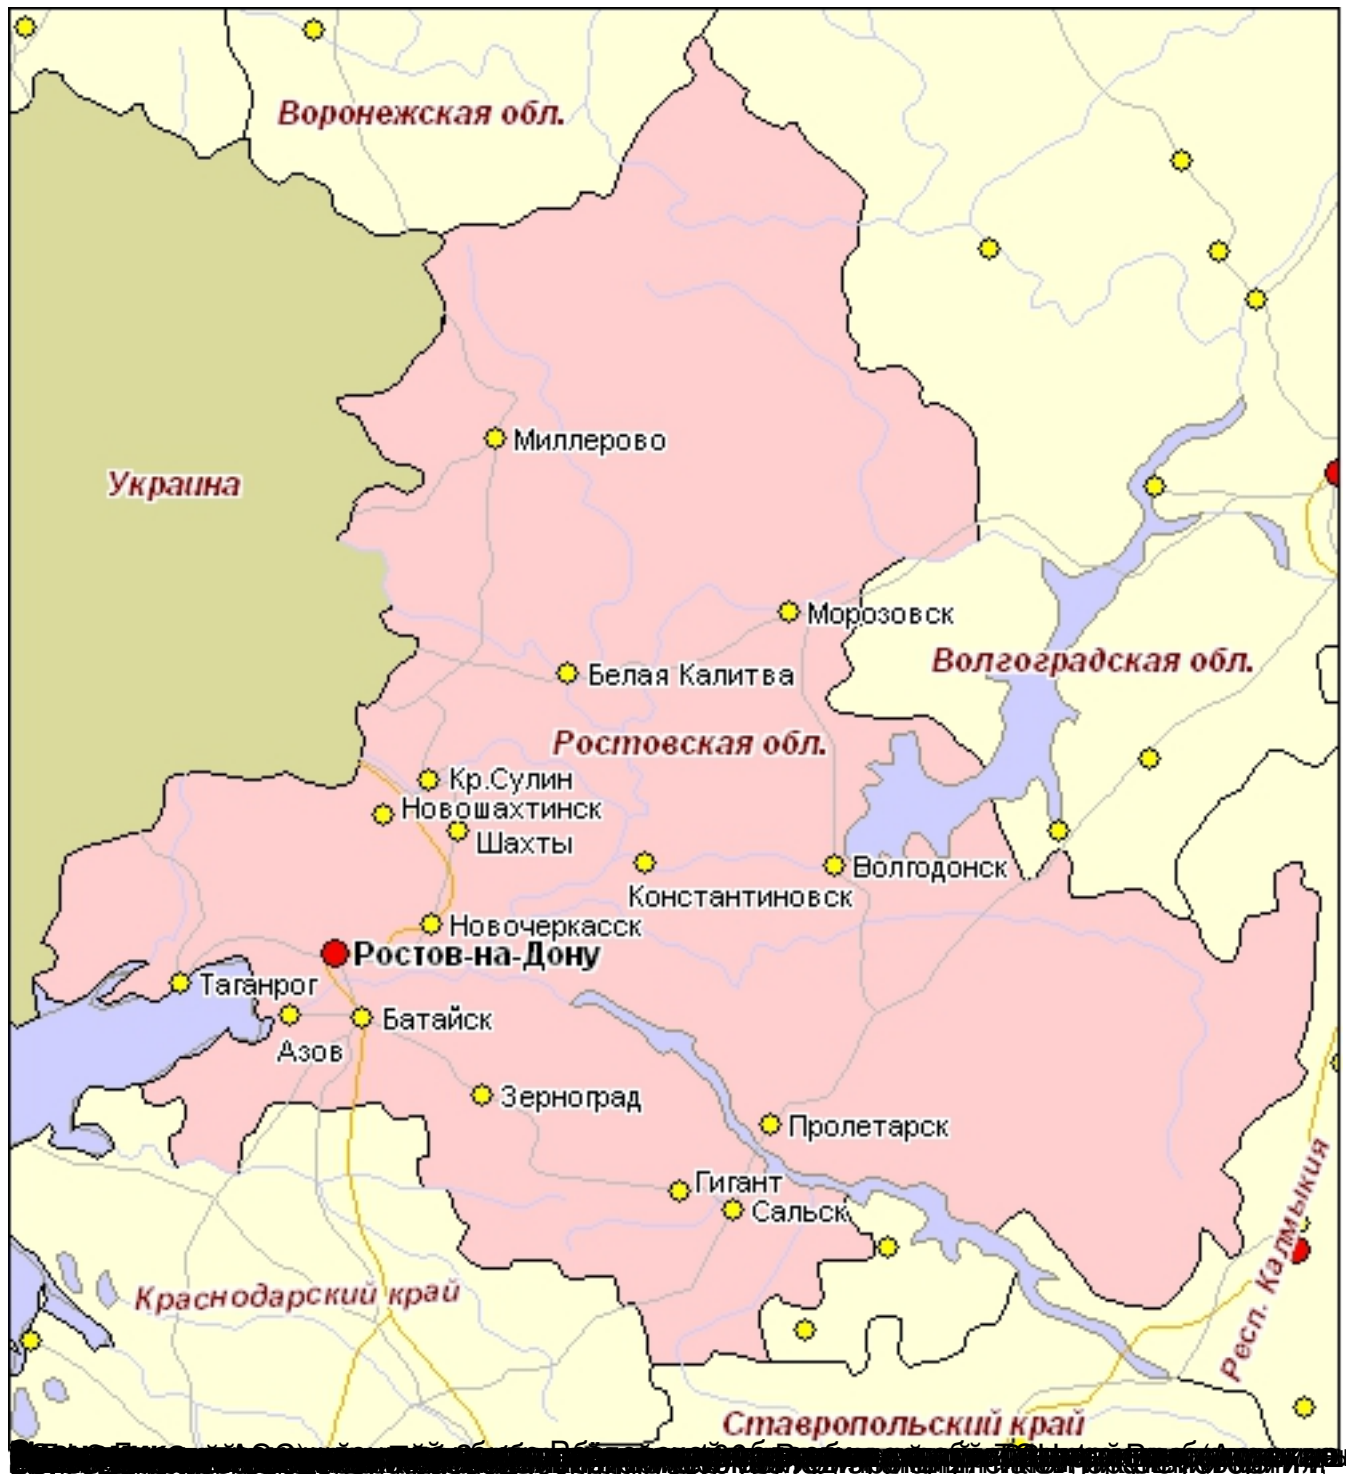 Воронежская обл.
Миллерово
Украина
Морозовск
Волгоградская обл.
Белая Калитва
Ростовская обл.
Кр.Сулин
Новошахтинск
Шахты
Волгодонск
Константиновск
Новочеркасск
Ростов-на-Дону
Таганрог
Батайск
Азов
Зерноград
Пролетарск
Гигант
Сальск
Респ. Калмыкия
Краснодарский край
Ставропольский край